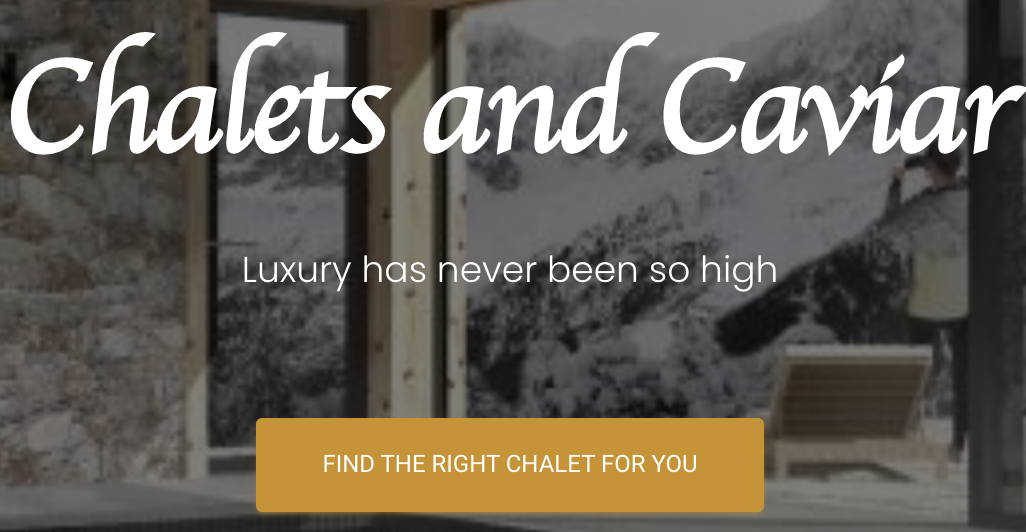 Chalets and Caviar
Luxury has never been so high
FIND THE RIGHT CHALET FOR YOU